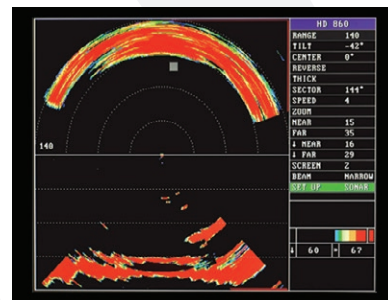 HD 860
RANGE 140
TILT -42°
CENTER 0°
REVERSE
THICK
SECTOR 144°
SPEED 4
ZOOM
NEAR 15
FAR 35
↓ NEAR 16
↓ FAR 29
SCREEN 2
BEAM NARROW
SET UP SONAR
140
↓ 60 67